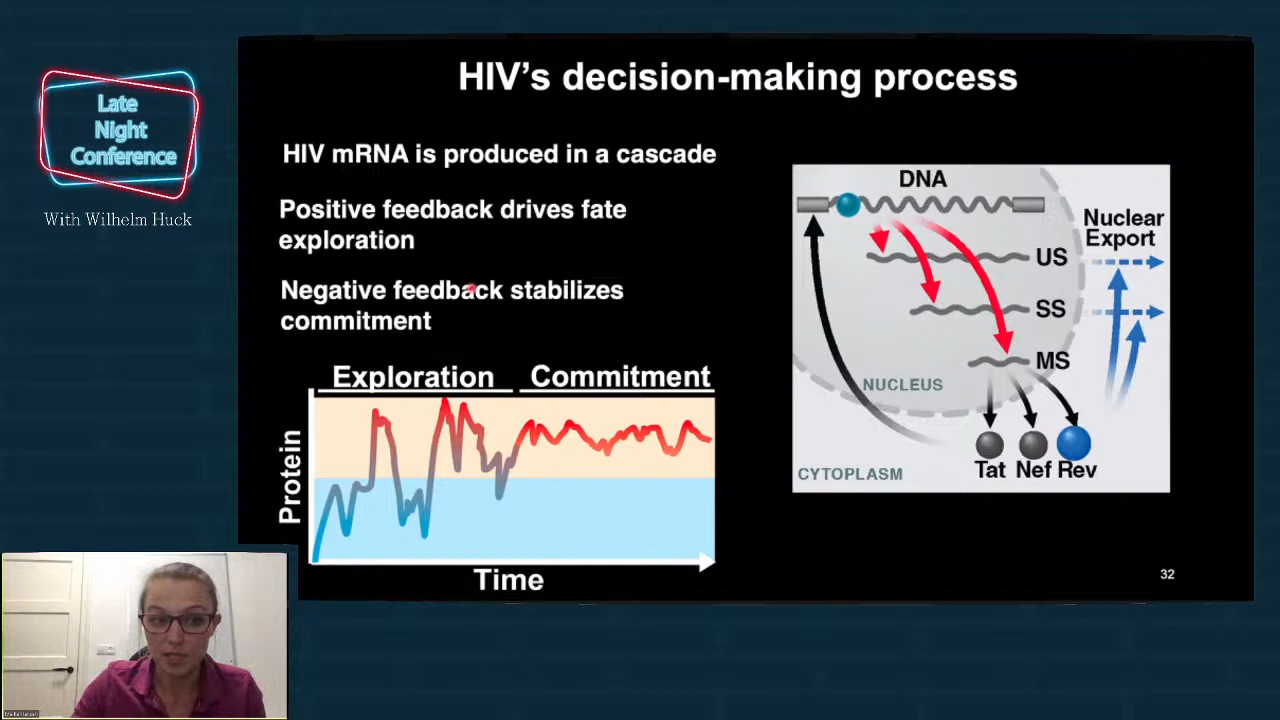 Late
Night
Conference
With Wilhelm Huck
HIV's decision-making process
HIV mRNA is produced in a cascade
Positive feedback drives fate
exploration
Negative feedback stabilizes
commitment
Exploration
Commitment
Protein
Time
DNA
Nuclear
Export
US
SS
MS
NUCLEUS
CYTOPLASM
Tat
Nef
Rev
32